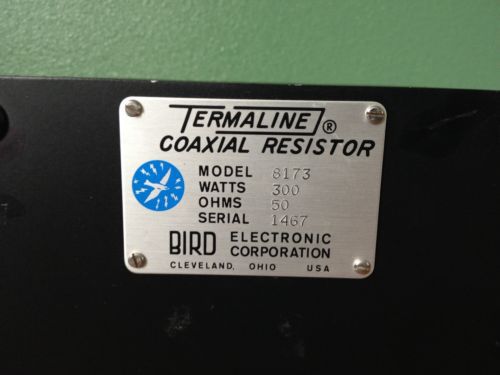 TERMALINE ®
COAXIAL RESISTOR
MODEL 8173
WATTS 300
OHMS 50
SERIAL 1467
BIRD ELECTRONIC CORPORATION
CLEVELAND, OHIO USA